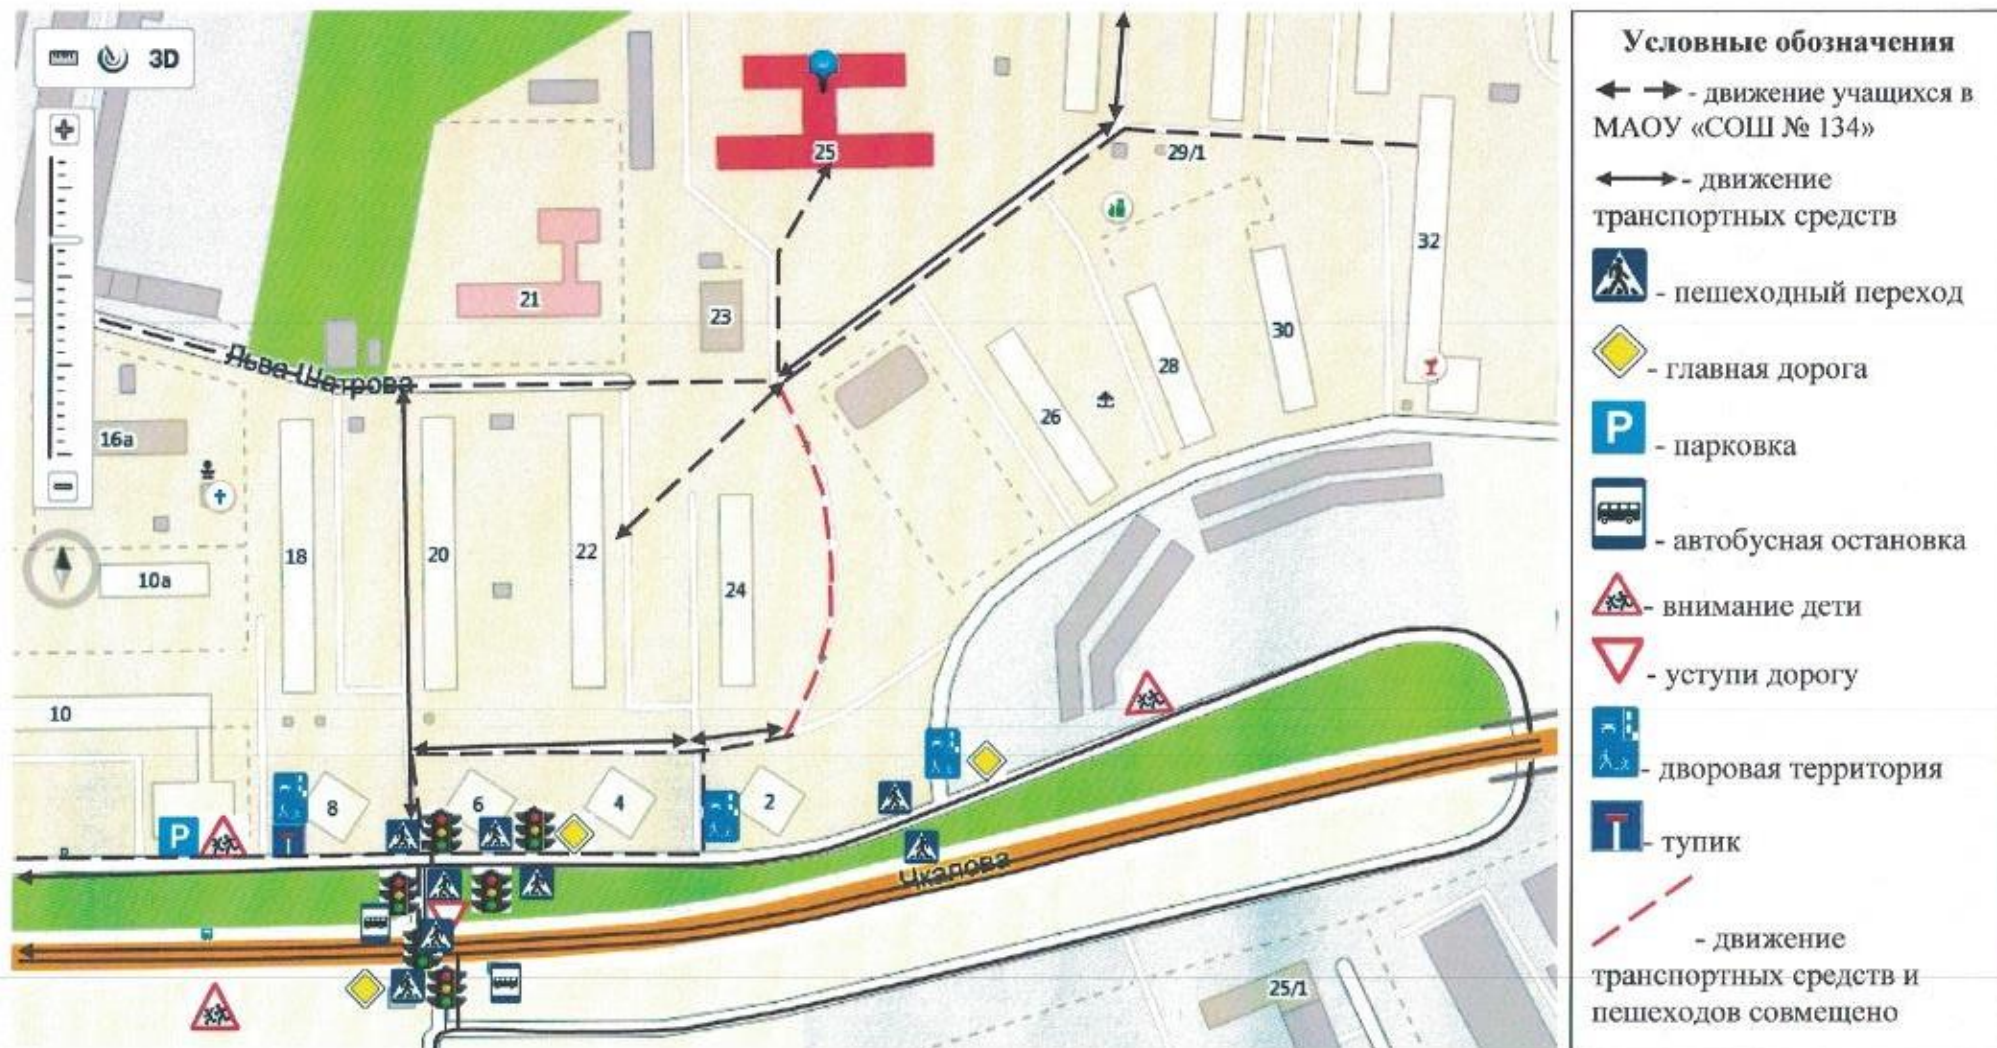 3D
25
29/1
32
21
23
Льва Шатрова
30
28
26
16а
18
20
22
24
10а
10
8
6
4
2
P
Чкалова
25/1
Условные обозначения
- движение учащихся в
МАОУ «СОШ № 134»
- движение
транспортных средств
- пешеходный переход
- главная дорога
P - парковка
- автобусная остановка
- внимание дети
- уступи дорогу
- дворовая территория
- тупик
- движение
транспортных средств и
пешеходов совмещено